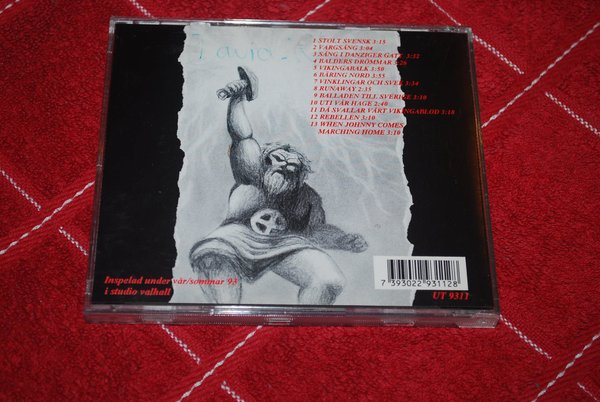 1 STOLT SVENSK 3:15
2 VARGSÅNG 3:04
3 SÅNG I DANZIGER GATT 3:32
4 BALDERS DRÖMMAR 5:26
5 VIKINGABALK 3:50
6 BÄRING NORD 3:55
7 VINKLINGAR OCH SVEK 3:34
8 RUNAWAY 2:35
9 BALLADEN TILL SVERIGE 3:10
10 UTI VÅR HAGE 2:40
11 DÅ SVALLAR VÅRT VIKINGABLOD 3:18
12 REBELLEN 3:10
13 WHEN JOHNNY COMES
MARCHING HOME 3:10
Inspelad under vår/sommar 93
i studio valhall
7 393022 931128
UT 9311